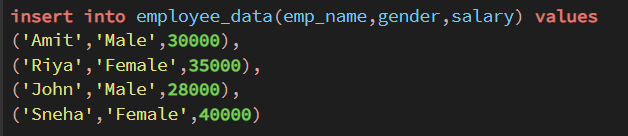 insert into employee_data(emp_name,gender,salary) values
('Amit','Male',30000),
('Riya','Female',35000),
('John','Male',28000),
('Sneha','Female',40000)